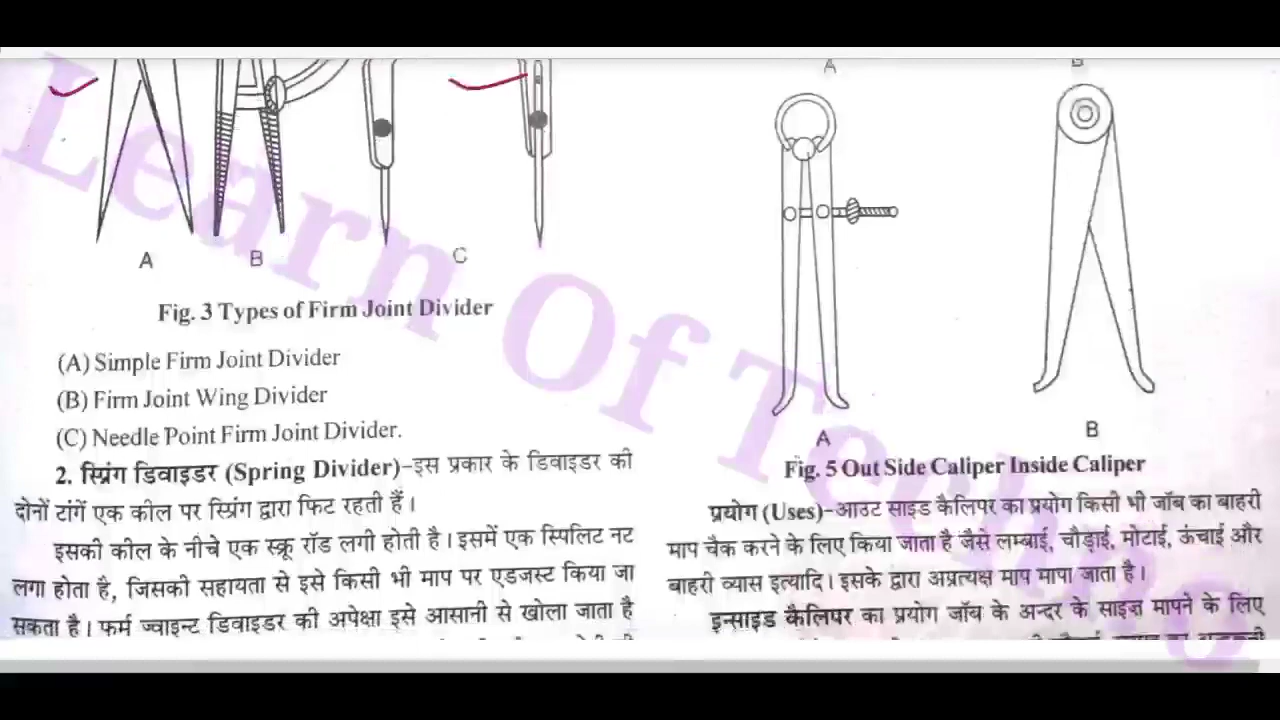 A B C
Fig. 3 Types of Firm Joint Divider
(A) Simple Firm Joint Divider
(B) Firm Joint Wing Divider
(C) Needle Point Firm Joint Divider.
2. स्प्रिंग डिवाइडर (Spring Divider)–इस प्रकार के डिवाइडर की
दोनों टांगें एक कील पर स्प्रिंग द्वारा फिट रहती हैं।
इसकी कील के नीचे एक स्क्रू रॉड लगी होती है। इसमें एक स्पिलिट नट
लगा होता है, जिसकी सहायता से इसे किसी भी माप पर एडजस्ट किया जा
सकता है। फर्म ज्वाइन्ट डिवाइडर की अपेक्षा इसे आसानी से खोला जाता है
A B
A B
Fig. 5 Out Side Caliper Inside Caliper
प्रयोग (Uses)–आउट साइड कैलिपर का प्रयोग किसी भी जॉब का बाहरी
माप चैक करने के लिए किया जाता है जैसे लम्बाई, चौड़ाई, मोटाई, ऊंचाई और
बाहरी व्यास इत्यादि। इसके द्वारा अप्रत्यक्ष माप मापा जाता है।
इन्साइड कैलिपर का प्रयोग जॉब के अन्दर के साइज़ मापने के लिए
Learn Of Techno